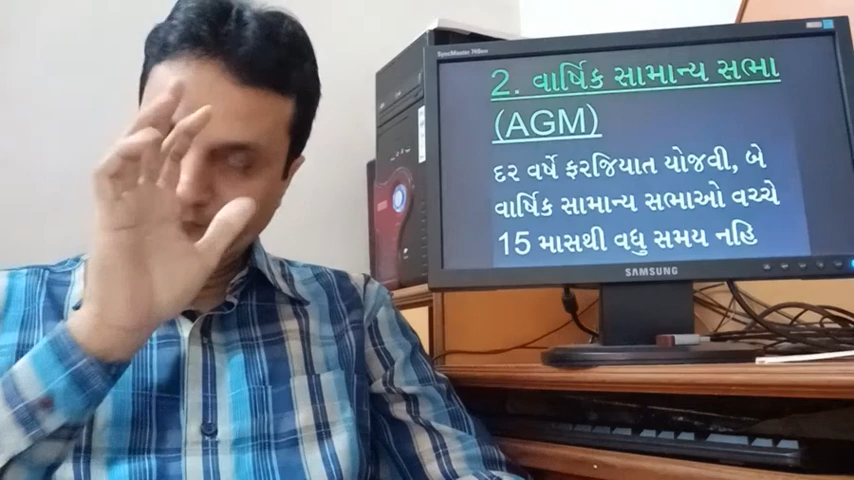 2. વાર્ષિક સામાન્ય સભા
(AGM)
દર વર્ષે ફરજિયાત યોજવી, બે
વાર્ષિક સામાન્ય સભાઓ વચ્ચે
15 માસથી વધુ સમય નહિ
SAMSUNG